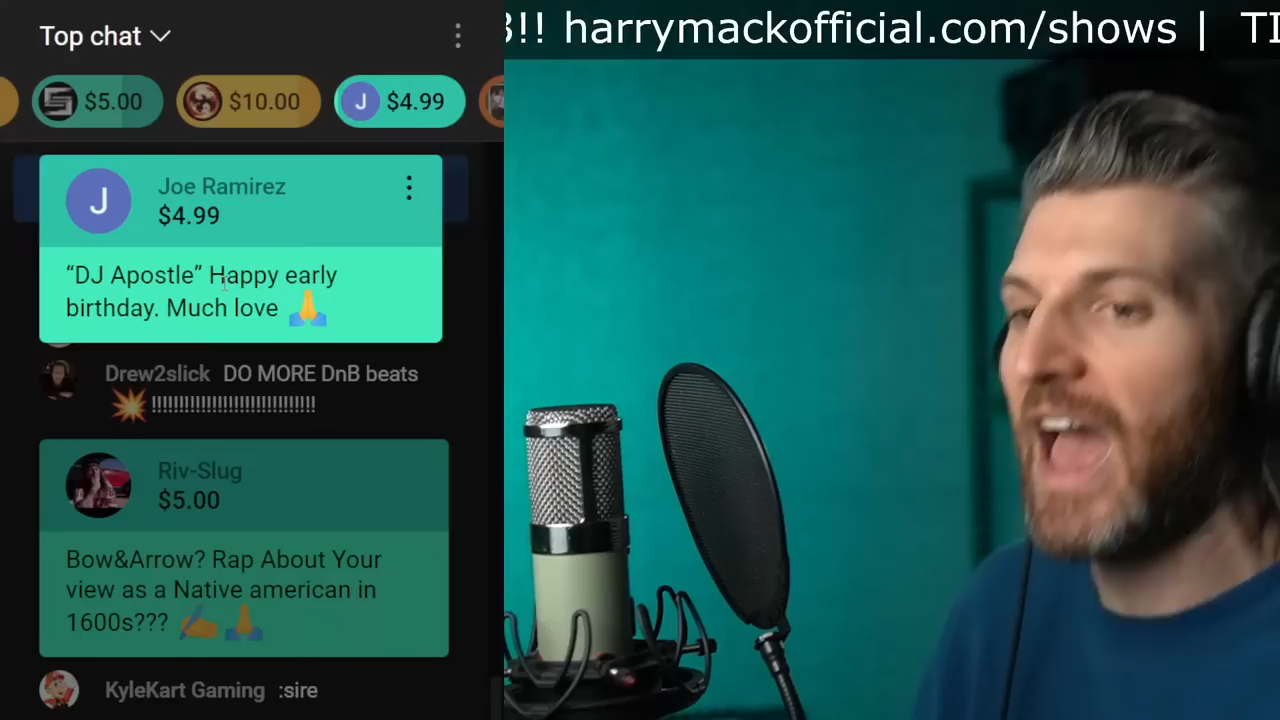 Top chat
!! harrymackofficial.com/shows | TI
$5.00
$10.00
J $4.99
J
Joe Ramirez
$4.99
“DJ Apostle” Happy early
birthday. Much love 🙏
Drew2slick DO MORE DnB beats
💥!!!!!!!!!!!!!!!!!!!!!!!!!!!!
Riv-Slug
$5.00
Bow&Arrow? Rap About Your
view as a Native american in
1600s??? ✍️🙏
KyleKart Gaming :sire